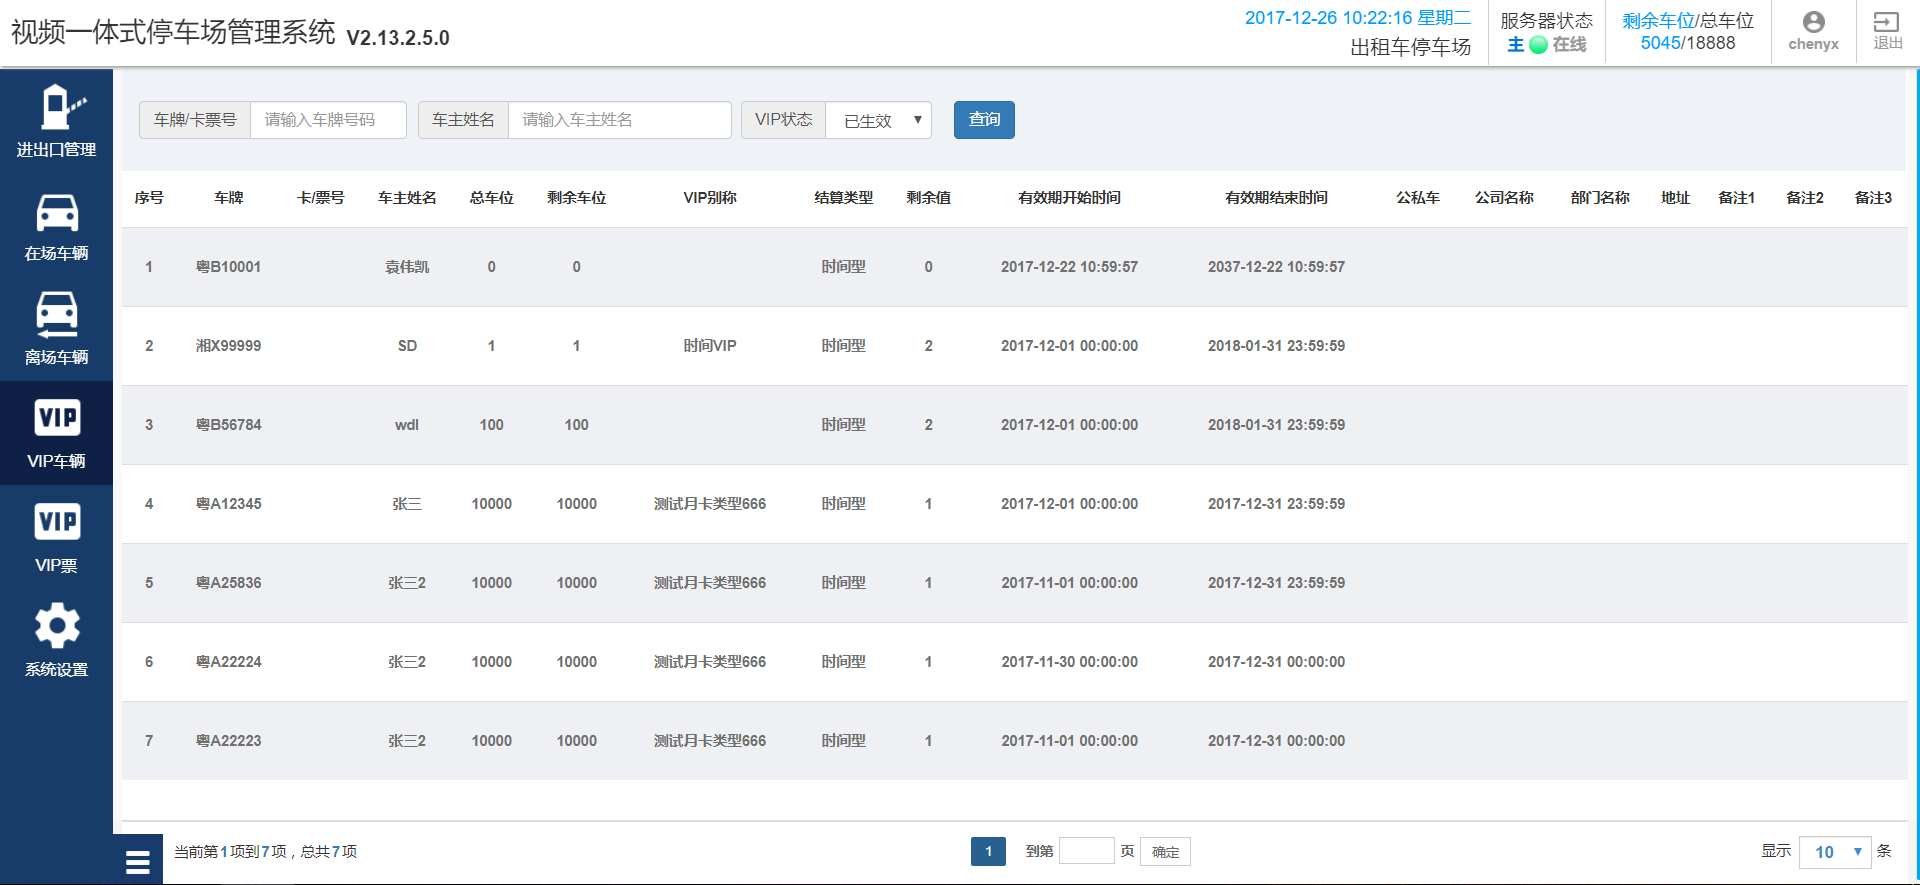 视频一体式停车场管理系统 V2.13.2.5.0
2017-12-26 10:22:16 星期二
出租车停车场
服务器状态
主 在线
剩余车位/总车位
5045/18888
chenyx
退出
进出口管理
在场车辆
离场车辆
VIP
VIP车辆
VIP
VIP票
系统设置
车牌/卡票号 请输入车牌号码 车主姓名 请输入车主姓名 VIP状态 已生效 ▼ 查询
序号 车牌 卡/票号 车主姓名 总车位 剩余车位 VIP别称 结算类型 剩余值 有效期开始时间 有效期结束时间 公私车 公司名称 部门名称 地址 备注1 备注2 备注3
1 粤B10001 袁伟凯 0 0 时间型 0 2017-12-22 10:59:57 2037-12-22 10:59:57
2 湘X99999 SD 1 1 时间VIP 时间型 2 2017-12-01 00:00:00 2018-01-31 23:59:59
3 粤B56784 wdl 100 100 时间型 2 2017-12-01 00:00:00 2018-01-31 23:59:59
4 粤A12345 张三 10000 10000 测试月卡类型666 时间型 1 2017-12-01 00:00:00 2017-12-31 23:59:59
5 粤A25836 张三2 10000 10000 测试月卡类型666 时间型 1 2017-11-01 00:00:00 2017-12-31 23:59:59
6 粤A22224 张三2 10000 10000 测试月卡类型666 时间型 1 2017-11-30 00:00:00 2017-12-31 00:00:00
7 粤A22223 张三2 10000 10000 测试月卡类型666 时间型 1 2017-11-01 00:00:00 2017-12-31 00:00:00
当前第1项到7项，总共7项 1 到第 页 确定 显示 10 ▼ 条